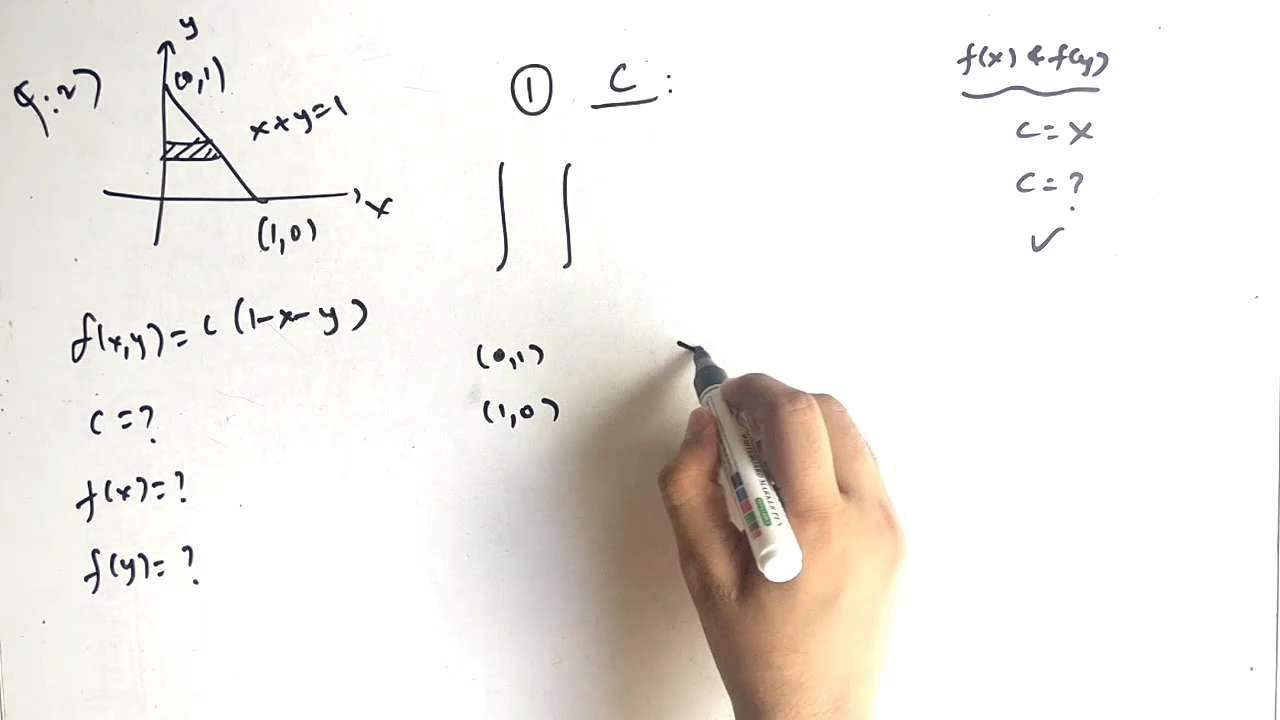 Q:2)
y
(0,1)
x+y=1
x
(1,0)
f(x,y)= c (1-x-y)
c=?
f(x)=?
f(y)=?
① C:
∫ ∫
(0,1)
(1,0)
f(x) & f(y)
c=x
c=?
✓